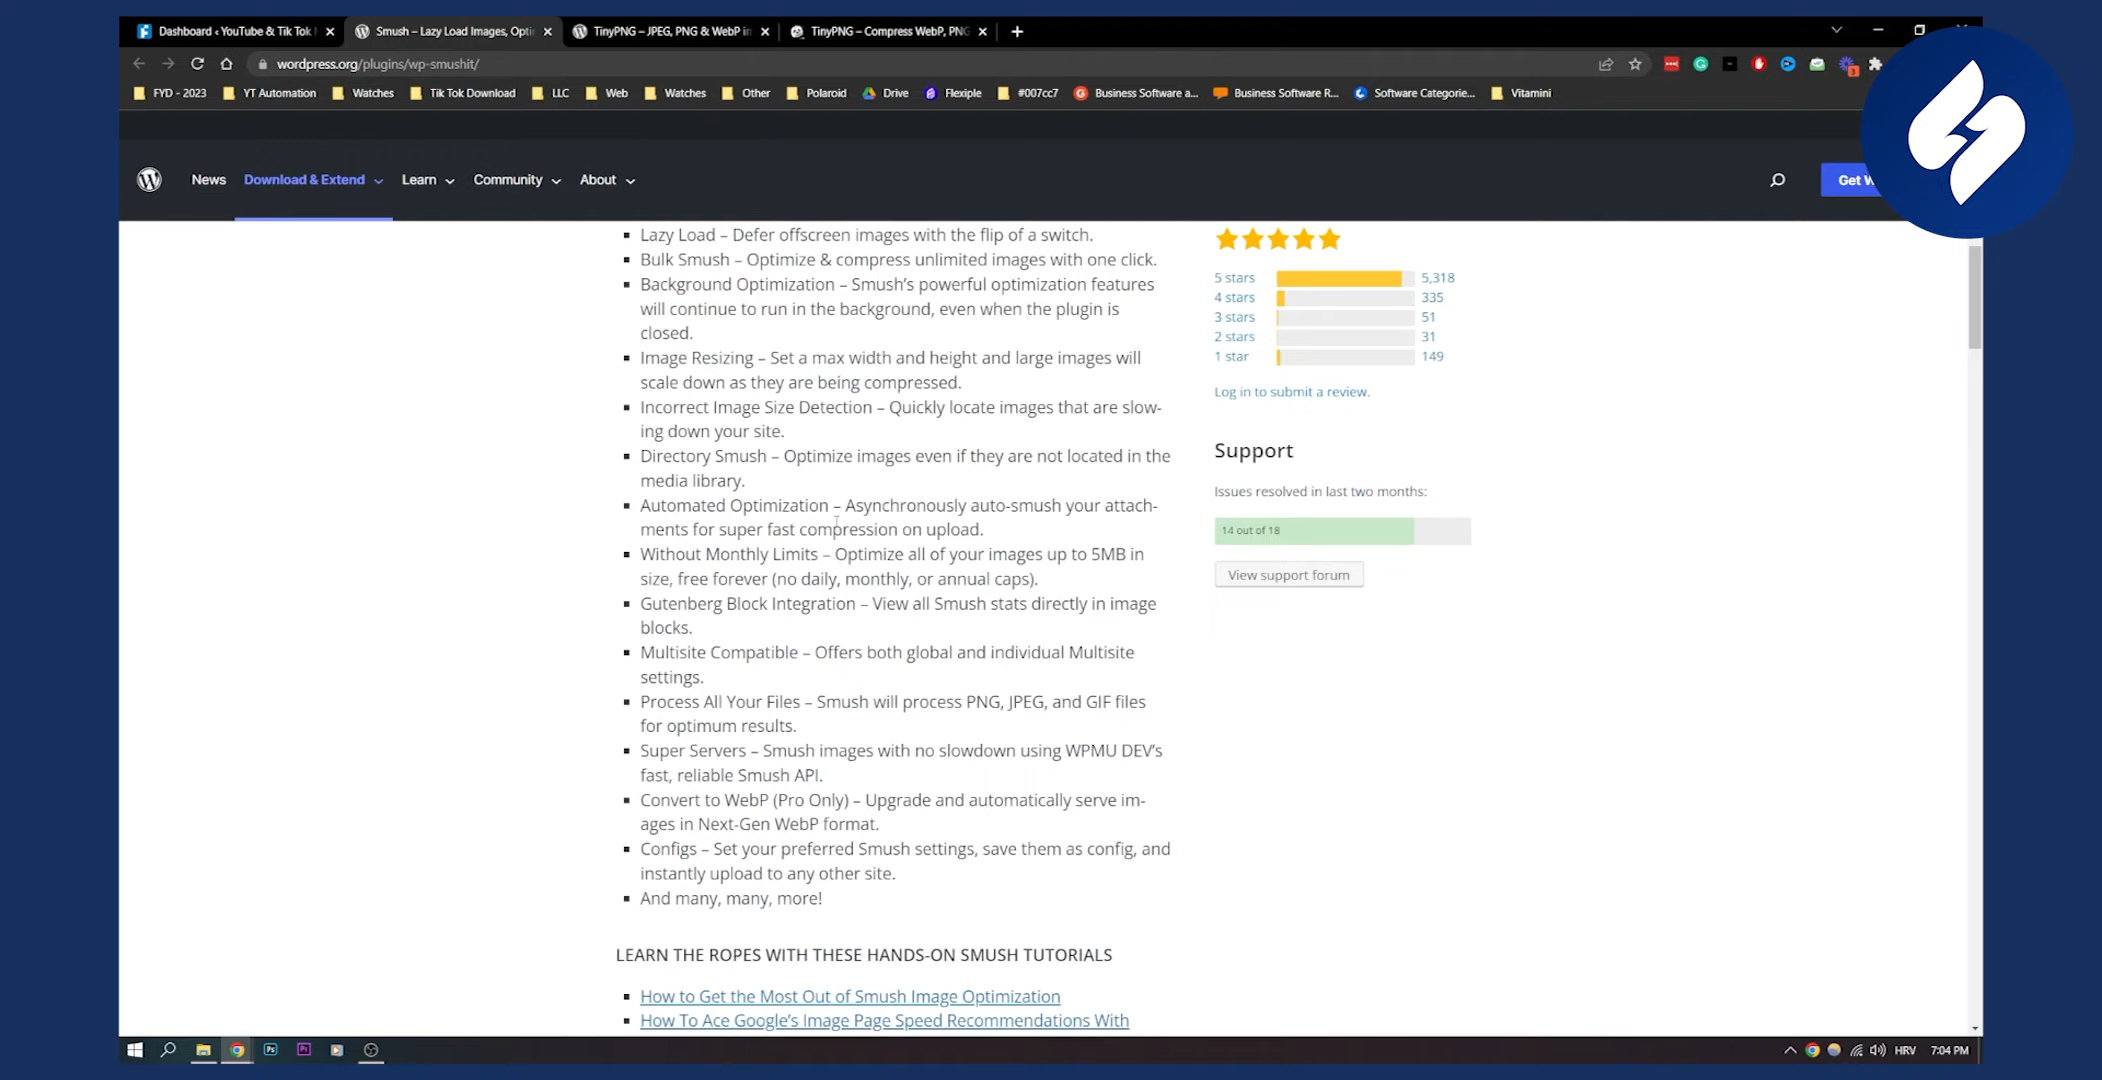 Dashboard ‹ YouTube & Tik Tok
Smush – Lazy Load Images, Opti
TinyPNG – JPEG, PNG & WebP in
TinyPNG – Compress WebP, PNG
wordpress.org/plugins/wp-smushit/
FYD - 2023
YT Automation
Watches
Tik Tok Download
LLC
Web
Watches
Other
Polaroid
Drive
Flexiple
#007cc7
Business Software a...
Business Software R...
Software Categorie...
Vitamini
News
Download & Extend
Learn
Community
About
Get W
Lazy Load – Defer offscreen images with the flip of a switch.
Bulk Smush – Optimize & compress unlimited images with one click.
Background Optimization – Smush's powerful optimization features
will continue to run in the background, even when the plugin is
closed.
Image Resizing – Set a max width and height and large images will
scale down as they are being compressed.
Incorrect Image Size Detection – Quickly locate images that are slow-
ing down your site.
Directory Smush – Optimize images even if they are not located in the
media library.
Automated Optimization – Asynchronously auto-smush your attach-
ments for super fast compression on upload.
Without Monthly Limits – Optimize all of your images up to 5MB in
size, free forever (no daily, monthly, or annual caps).
Gutenberg Block Integration – View all Smush stats directly in image
blocks.
Multisite Compatible – Offers both global and individual Multisite
settings.
Process All Your Files – Smush will process PNG, JPEG, and GIF files
for optimum results.
Super Servers – Smush images with no slowdown using WPMU DEV's
fast, reliable Smush API.
Convert to WebP (Pro Only) – Upgrade and automatically serve im-
ages in Next-Gen WebP format.
Configs – Set your preferred Smush settings, save them as config, and
instantly upload to any other site.
And many, many, more!
LEARN THE ROPES WITH THESE HANDS-ON SMUSH TUTORIALS
How to Get the Most Out of Smush Image Optimization
How To Ace Google's Image Page Speed Recommendations With
5 stars 5,318
4 stars 335
3 stars 51
2 stars 31
1 star 149
Log in to submit a review.
Support
Issues resolved in last two months:
14 out of 18
View support forum
HRV
7:04 PM